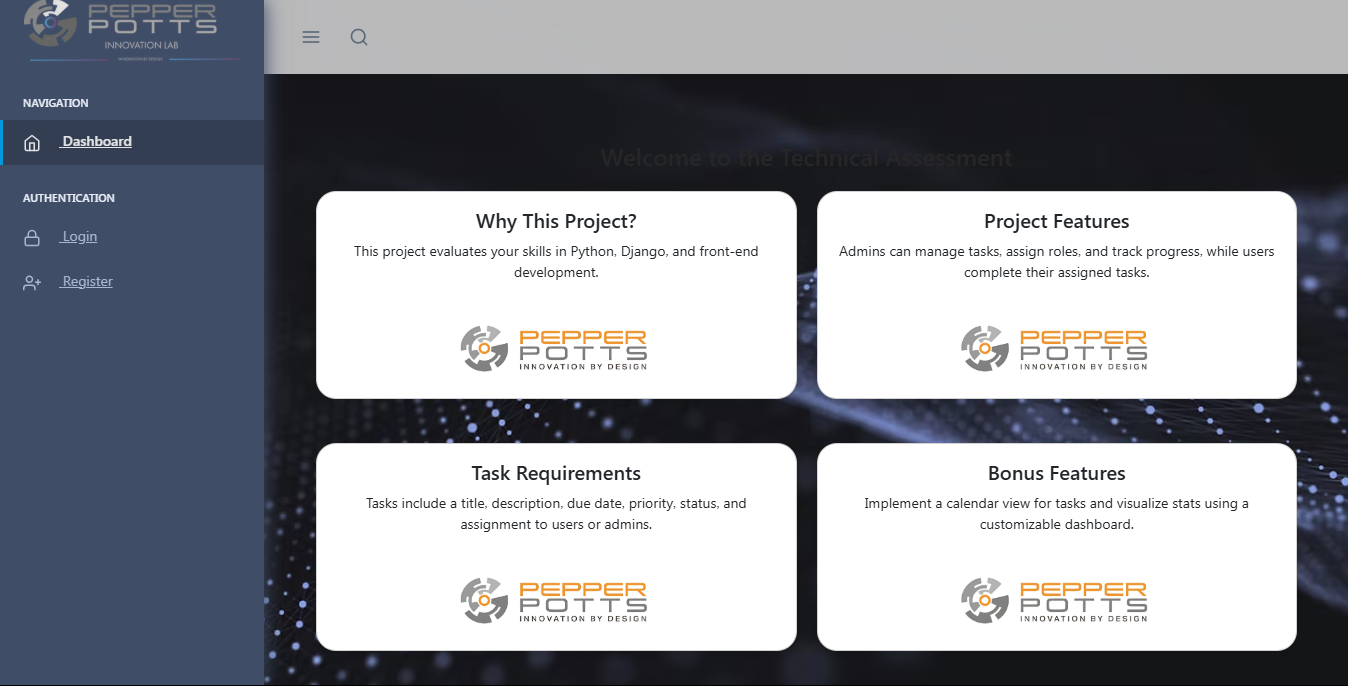 PEPPER
POTTS
INNOVATION LAB
INNOVATION BY DESIGN
NAVIGATION
Dashboard
AUTHENTICATION
Login
Register
Welcome to the Technical Assessment
Why This Project?
This project evaluates your skills in Python, Django, and front-end
development.
PEPPER
POTTS
INNOVATION BY DESIGN
Project Features
Admins can manage tasks, assign roles, and track progress, while users
complete their assigned tasks.
PEPPER
POTTS
INNOVATION BY DESIGN
Task Requirements
Tasks include a title, description, due date, priority, status, and
assignment to users or admins.
PEPPER
POTTS
INNOVATION BY DESIGN
Bonus Features
Implement a calendar view for tasks and visualize stats using a
customizable dashboard.
PEPPER
POTTS
INNOVATION BY DESIGN